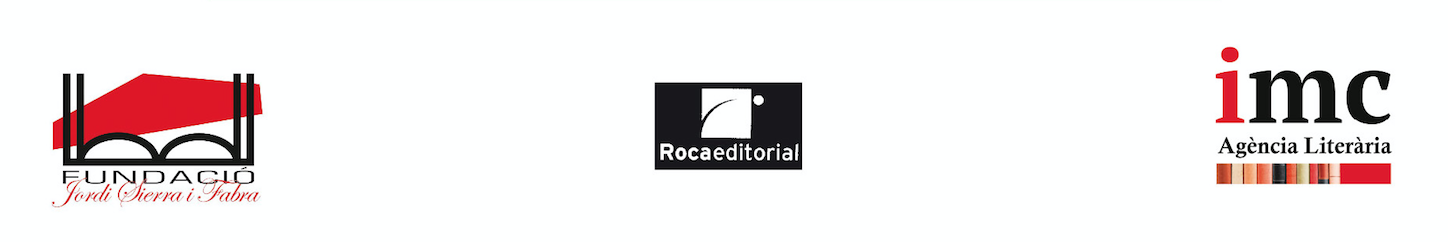 FUNDACIÓ
Jordi Sierra i Fabra
Rocaeditorial
imc
Agència Literària